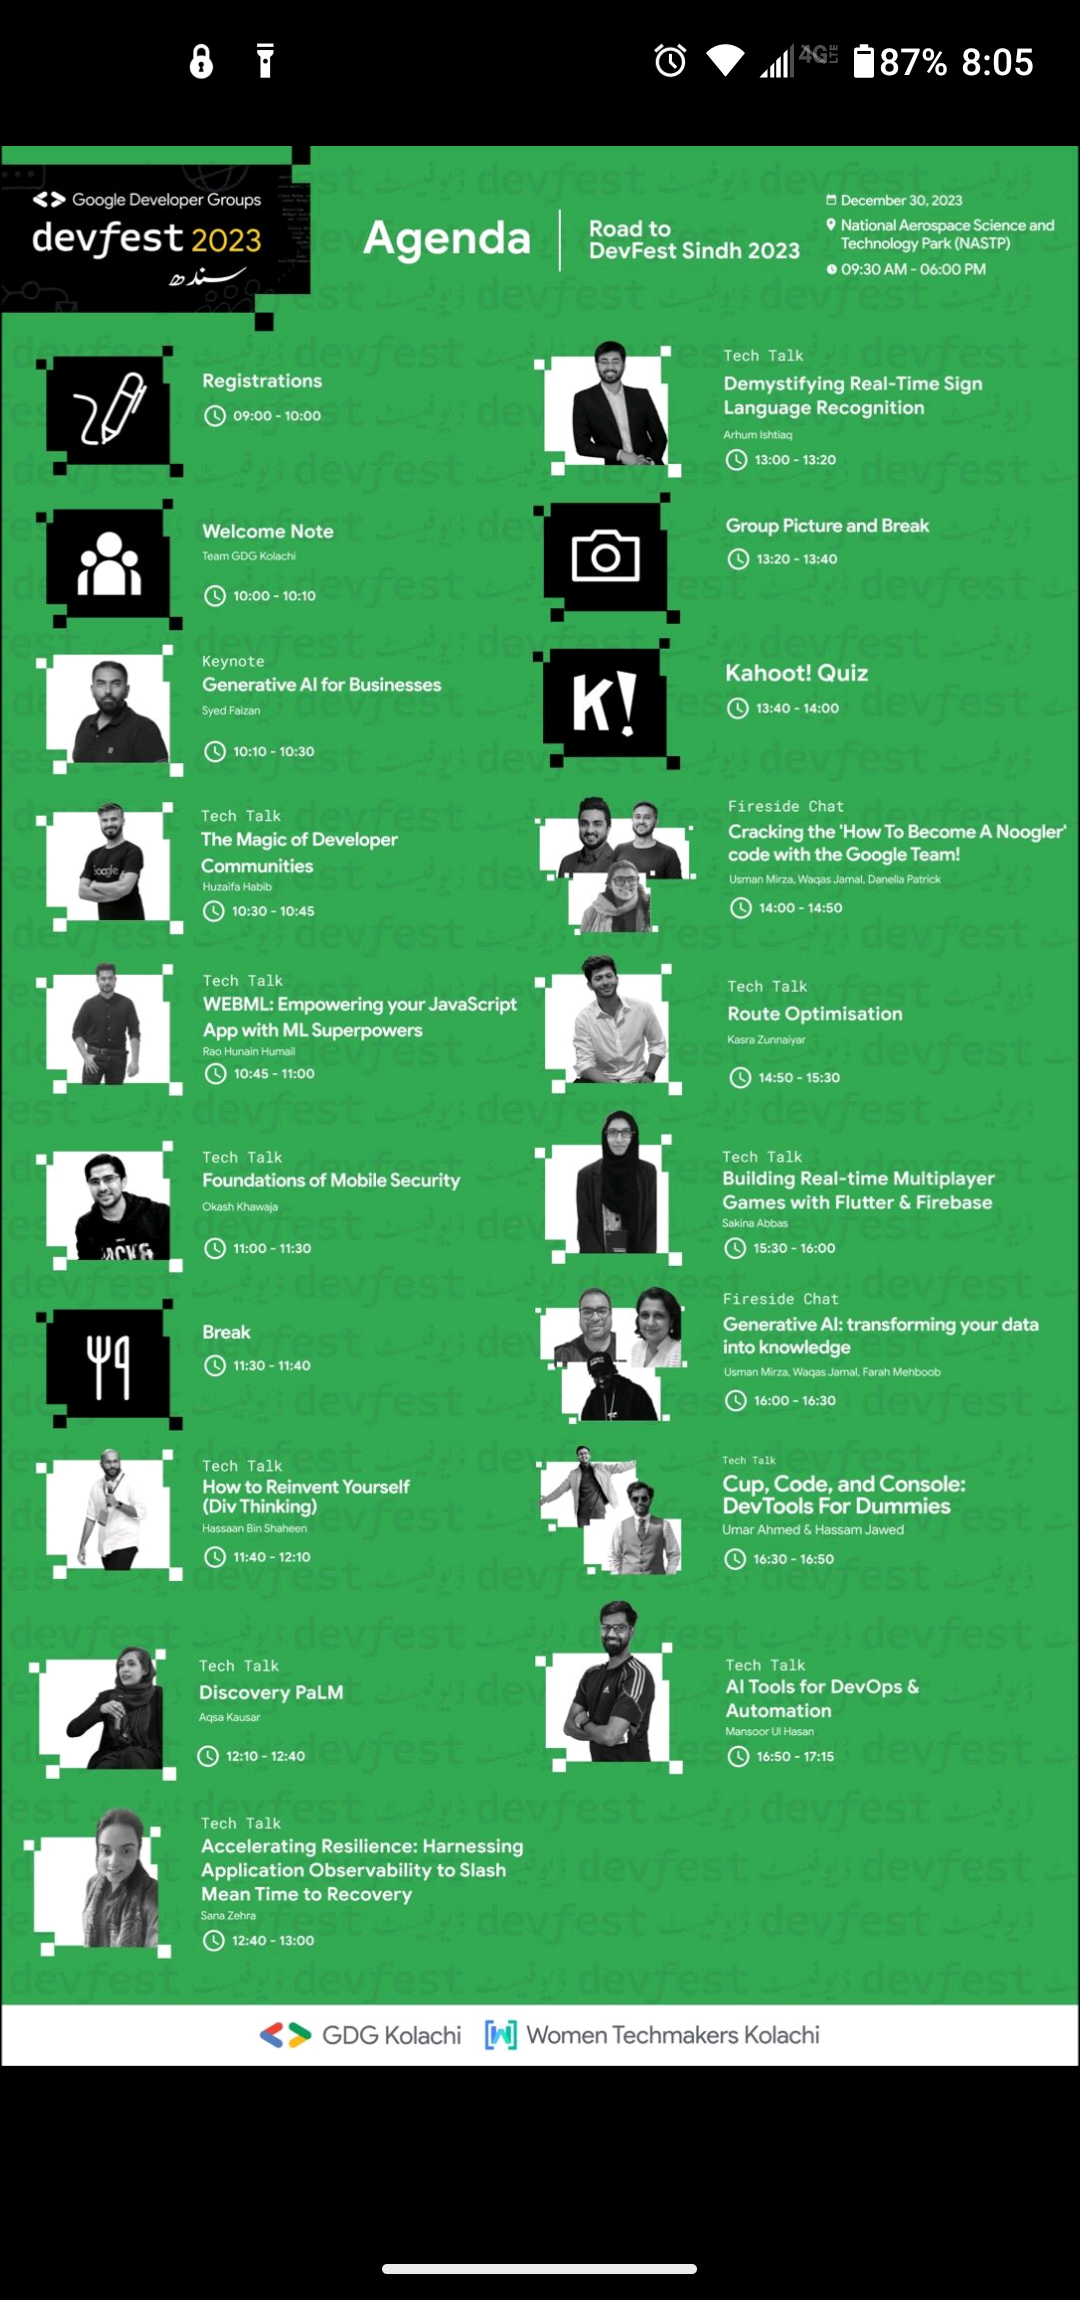 4G LTE 87% 8:05
Google Developer Groups
devfest 2023
سندھ
Agenda
Road to
DevFest Sindh 2023
December 30, 2023
National Aerospace Science and
Technology Park (NASTP)
09:30 AM - 06:00 PM
Registrations
09:00 - 10:00
Welcome Note
Team GDG Kolachi
10:00 - 10:10
Keynote
Generative AI for Businesses
Syed Faizan
10:10 - 10:30
Tech Talk
The Magic of Developer
Communities
Huzaifa Habib
10:30 - 10:45
Google
Tech Talk
WEBML: Empowering your JavaScript
App with ML Superpowers
Rao Hunain Humail
10:45 - 11:00
Tech Talk
Foundations of Mobile Security
Okash Khawaja
11:00 - 11:30
Break
11:30 - 11:40
Tech Talk
How to Reinvent Yourself
(Div Thinking)
Hassaan Bin Shaheen
11:40 - 12:10
Tech Talk
Discovery PaLM
Aqsa Kausar
12:10 - 12:40
Tech Talk
Accelerating Resilience: Harnessing
Application Observability to Slash
Mean Time to Recovery
Sana Zehra
12:40 - 13:00
Tech Talk
Demystifying Real-Time Sign
Language Recognition
Arhum Ishtiaq
13:00 - 13:20
Group Picture and Break
13:20 - 13:40
K!
Kahoot! Quiz
13:40 - 14:00
Fireside Chat
Cracking the 'How To Become A Noogler'
code with the Google Team!
Usman Mirza, Waqas Jamal, Danella Patrick
14:00 - 14:50
Tech Talk
Route Optimisation
Kasra Zunnaiyar
14:50 - 15:30
Tech Talk
Building Real-time Multiplayer
Games with Flutter & Firebase
Sakina Abbas
15:30 - 16:00
Fireside Chat
Generative AI: transforming your data
into knowledge
Usman Mirza, Waqas Jamal, Farah Mehboob
16:00 - 16:30
Tech Talk
Cup, Code, and Console:
DevTools For Dummies
Umar Ahmed & Hassam Jawed
16:30 - 16:50
Tech Talk
AI Tools for DevOps &
Automation
Mansoor Ul Hasan
16:50 - 17:15
GDG Kolachi
Women Techmakers Kolachi